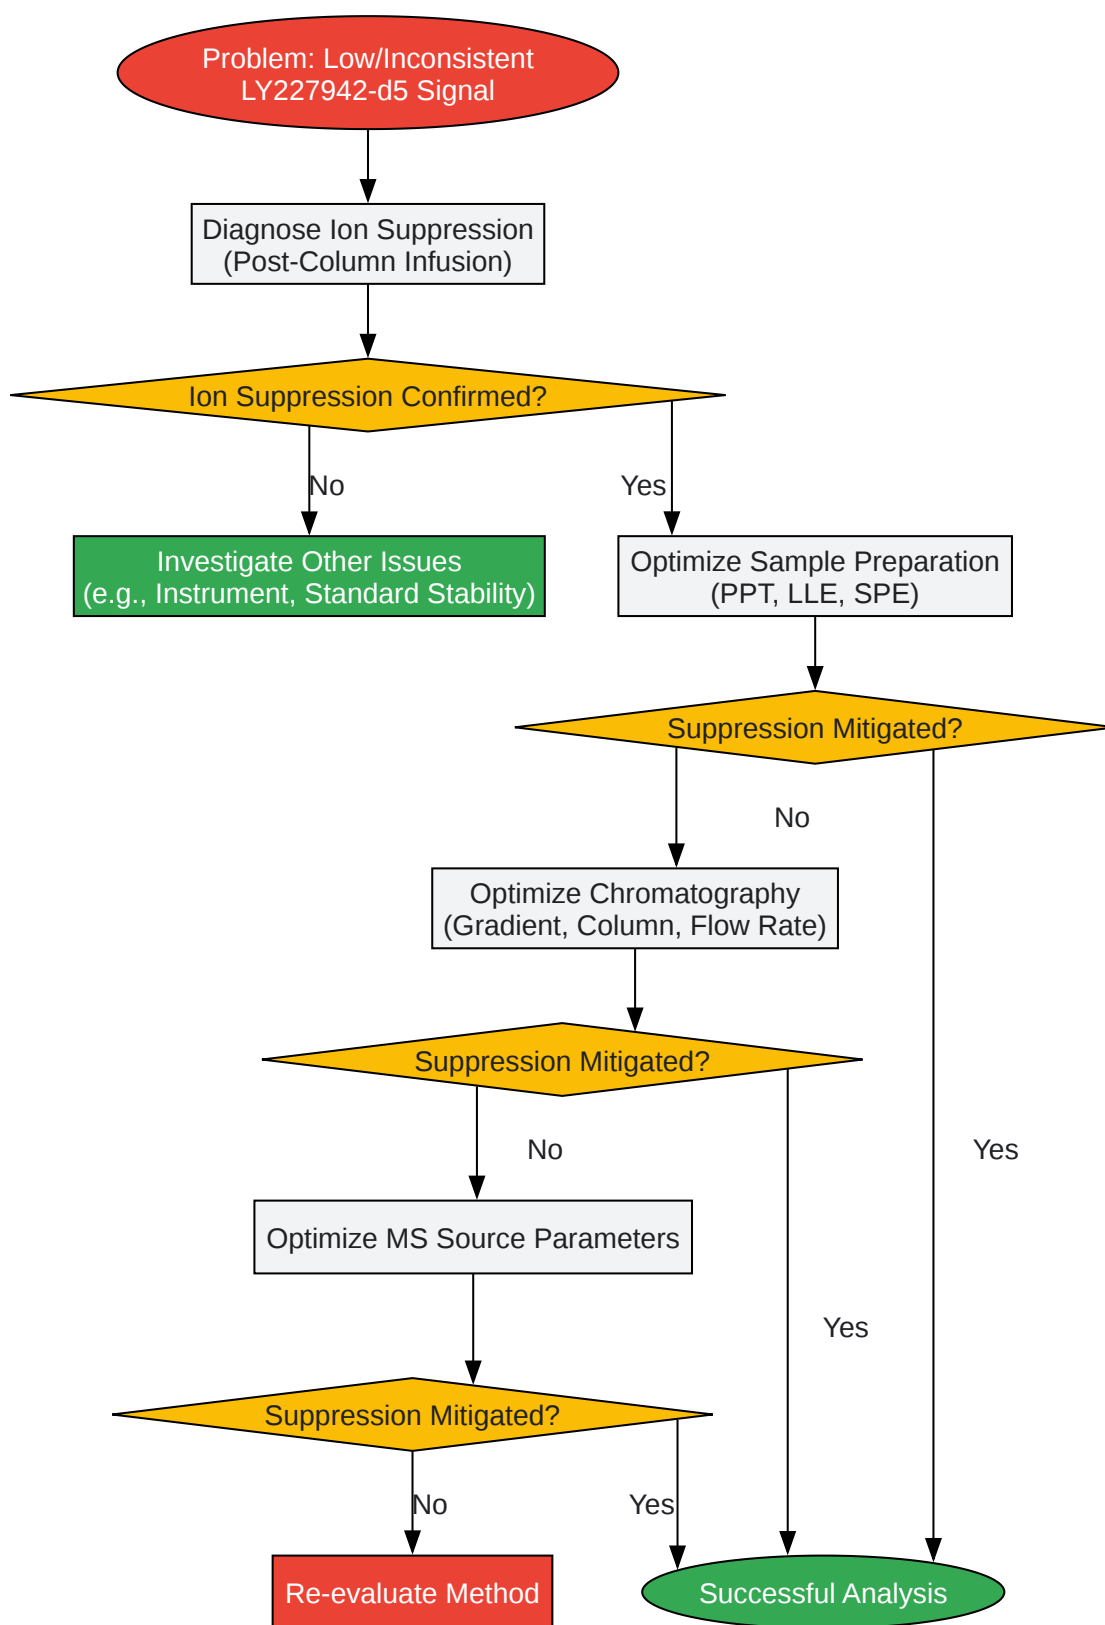 Problem: Low/Inconsistent
LY227942-d5 Signal
Diagnose Ion Suppression
(Post-Column Infusion)
Ion Suppression Confirmed?
No
Yes
Investigate Other Issues
(e.g., Instrument, Standard Stability)
Optimize Sample Preparation
(PPT, LLE, SPE)
Suppression Mitigated?
No
Optimize Chromatography
(Gradient, Column, Flow Rate)
Suppression Mitigated?
No
Yes
Optimize MS Source Parameters
Yes
Suppression Mitigated?
No
Yes
Re-evaluate Method
Successful Analysis